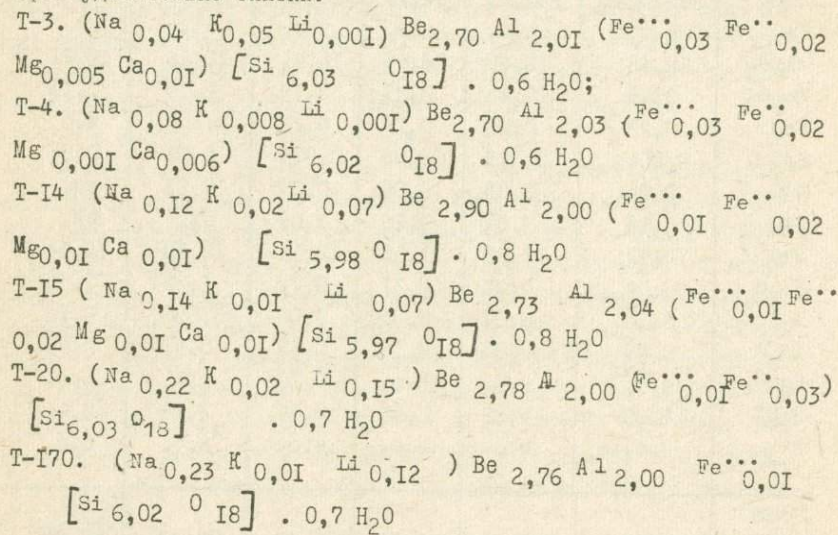 T-3. (Na 0,04 K0,05 Li0,00I) Be2,70 Al 2,0I (Fe•••0,03 Fe••0,02
Mg0,005 Ca0,0I) [Si 6,03 OI8] . 0,6 H2O;
T-4. (Na 0,08 K 0,008 Li 0,00I) Be2,70 Al 2,03 (Fe•••0,03 Fe••0,02
Mg 0,00I Ca0,006) [Si 6,02 OI8] . 0,6 H2O
T-I4 (Na 0,I2 K 0,02 Li 0,07) Be 2,90 Al 2,00 (Fe•••0,0I Fe••0,02
Mg0,0I Ca 0,0I) [Si 5,98 O I8] . 0,8 H2O
T-I5 ( Na 0,I4 K 0,0I Li 0,07) Be 2,73 Al 2,04 (Fe•••0,0I Fe••
0,02 Mg 0,0I Ca 0,0I) [Si 5,97 OI8] . 0,8 H2O
T-20. (Na 0,22 K 0,02 Li 0,I5 ) Be 2,78 Al 2,00 (Fe•••0,0I Fe••0,03)
[Si6,03 O18] . 0,7 H2O
T-I70. (Na 0,23 K 0,0I Li 0,I2 ) Be 2,76 Al 2,00 Fe•••0,0I
[Si 6,02 O I8] . 0,7 H2O